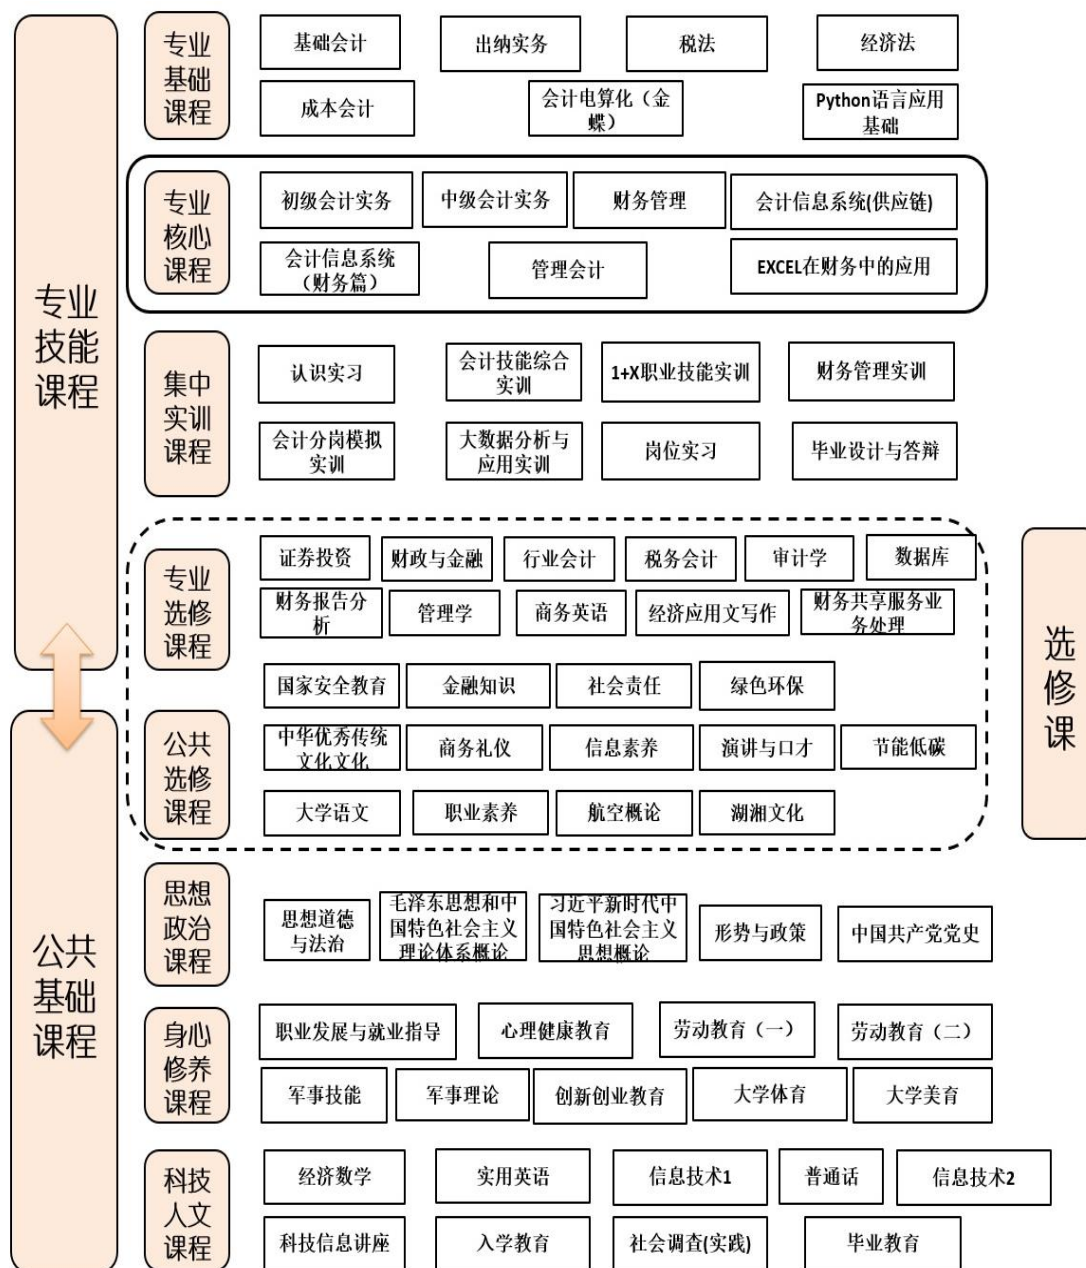 专业
技能
课程
专业
基础
课程
基础会计
出纳实务
税法
经济法
成本会计
会计电算化（金
蝶）
Python语言应用
基础
专业
核心
课程
初级会计实务
中级会计实务
财务管理
会计信息系统(供应链)
会计信息系统
（财务篇）
管理会计
EXCEL在财务中的应用
集中
实训
课程
认识实习
会计技能综合
实训
1+X职业技能实训
财务管理实训
会计分岗模拟
实训
大数据分析与
应用实训
岗位实习
毕业设计与答辩
专业
选修
课程
证券投资
财政与金融
行业会计
税务会计
审计学
数据库
财务报告分
析
管理学
商务英语
经济应用文写作
财务共享服务业
务处理
选
修
课
公共
选修
课程
国家安全教育
金融知识
社会责任
绿色环保
中华优秀传统
文化文化
商务礼仪
信息素养
演讲与口才
节能低碳
大学语文
职业素养
航空概论
湖湘文化
公共
基础
课程
思想
政治
课程
思想道德
与法治
毛泽东思想和中
国特色社会主义
理论体系概论
习近平新时代中
国特色社会主义
思想概论
形势与政策
中国共产党党史
身心
修养
课程
职业发展与就业指导
心理健康教育
劳动教育（一）
劳动教育（二）
军事技能
军事理论
创新创业教育
大学体育
大学美育
科技
人文
课程
经济数学
实用英语
信息技术1
普通话
信息技术2
科技信息讲座
入学教育
社会调查(实践)
毕业教育